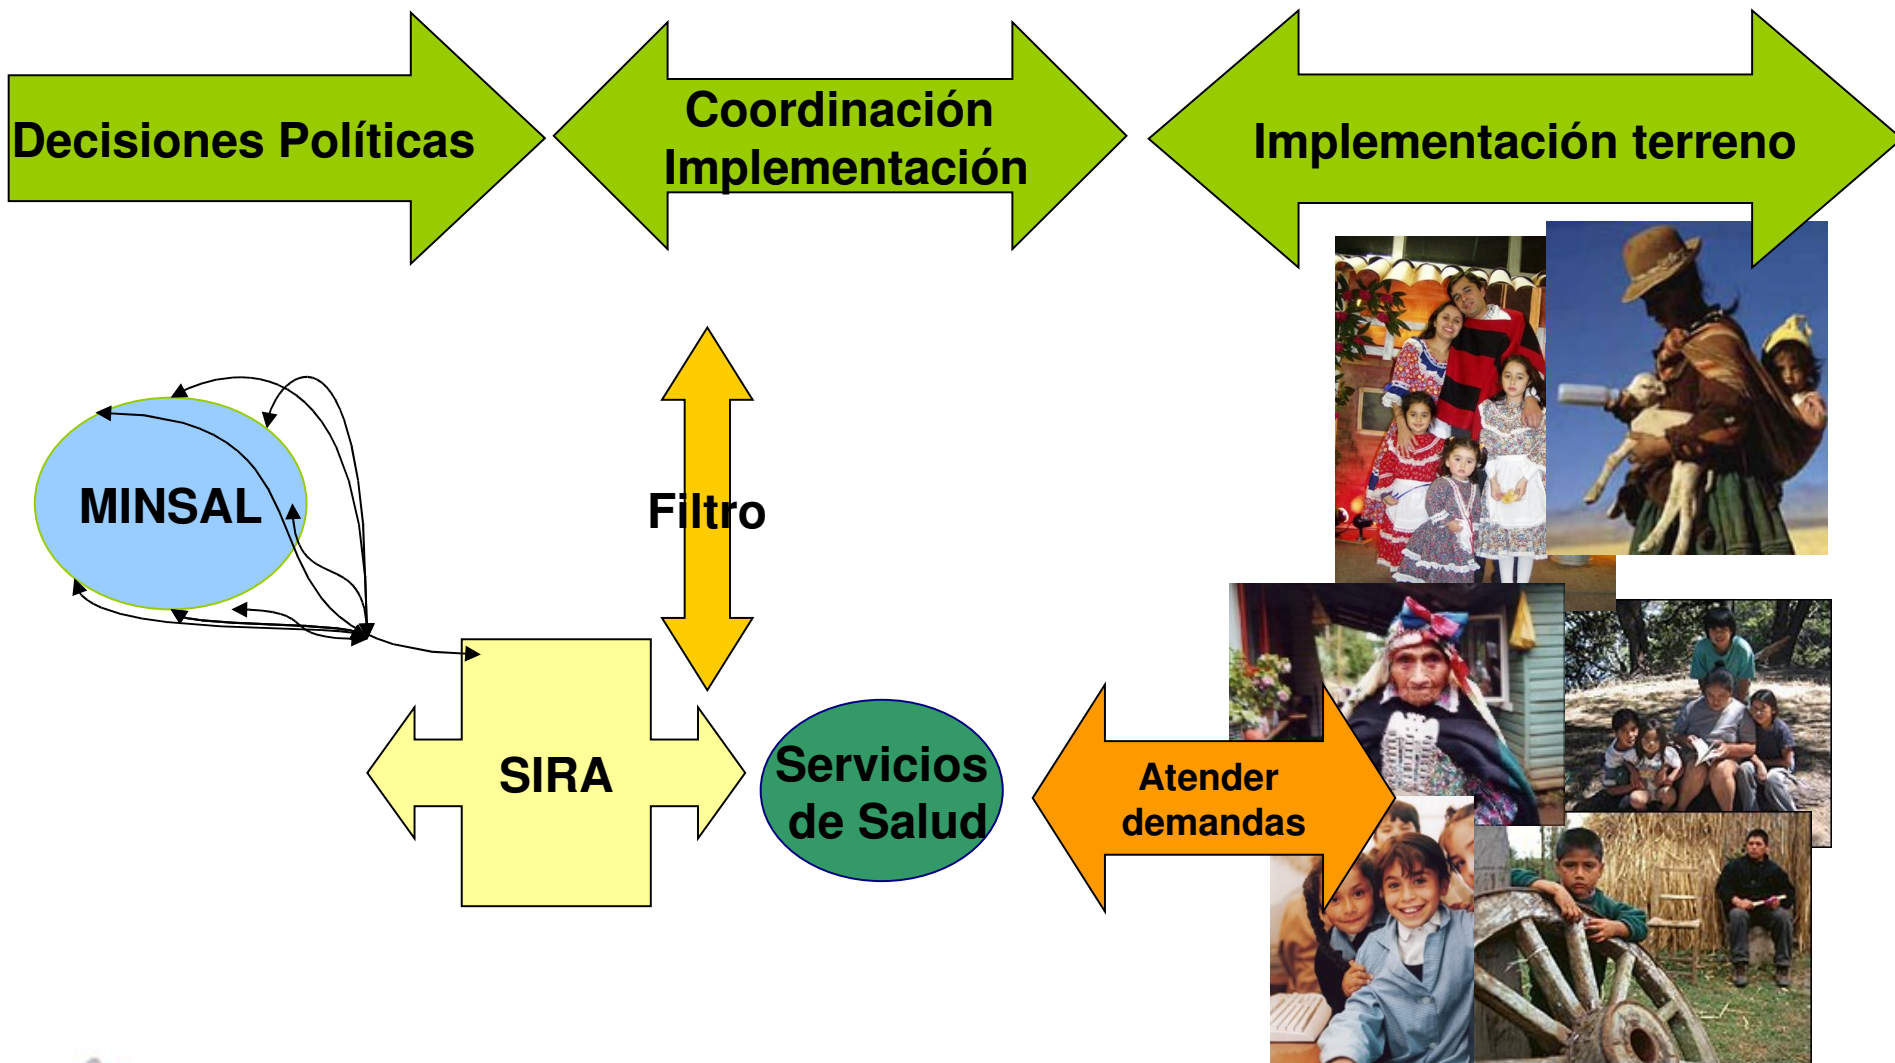 Decisiones Políticas
Coordinación
Implementación
Implementación terreno
MINSAL
Filtro
SIRA
Servicios
de Salud
Atender
demandas